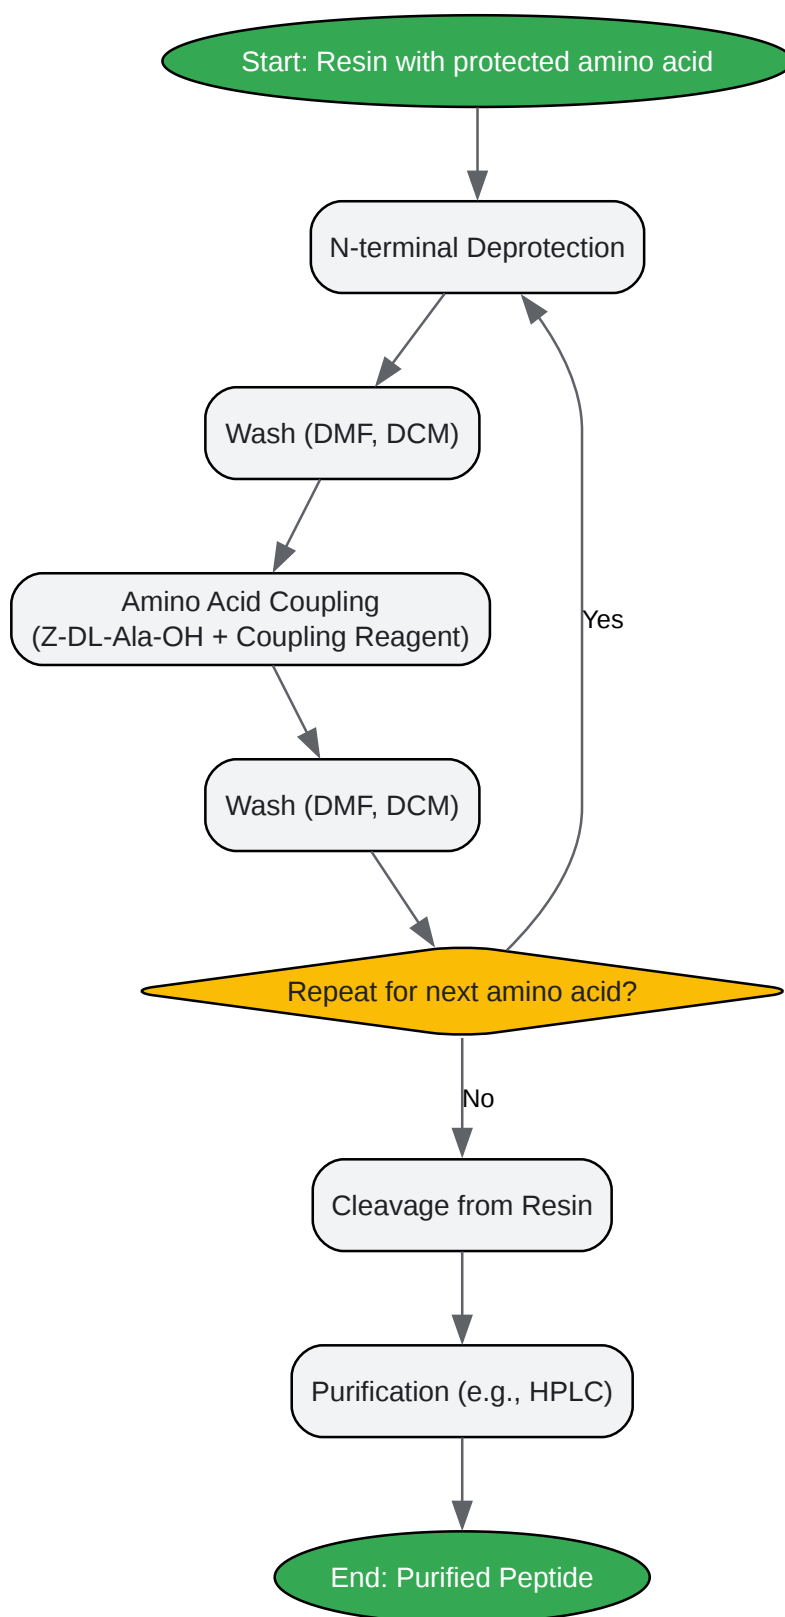 Start: Resin with protected amino acid
N-terminal Deprotection
Wash (DMF, DCM)
Amino Acid Coupling
(Z-DL-Ala-OH + Coupling Reagent)
Yes
Wash (DMF, DCM)
Repeat for next amino acid?
No
Cleavage from Resin
Purification (e.g., HPLC)
End: Purified Peptide